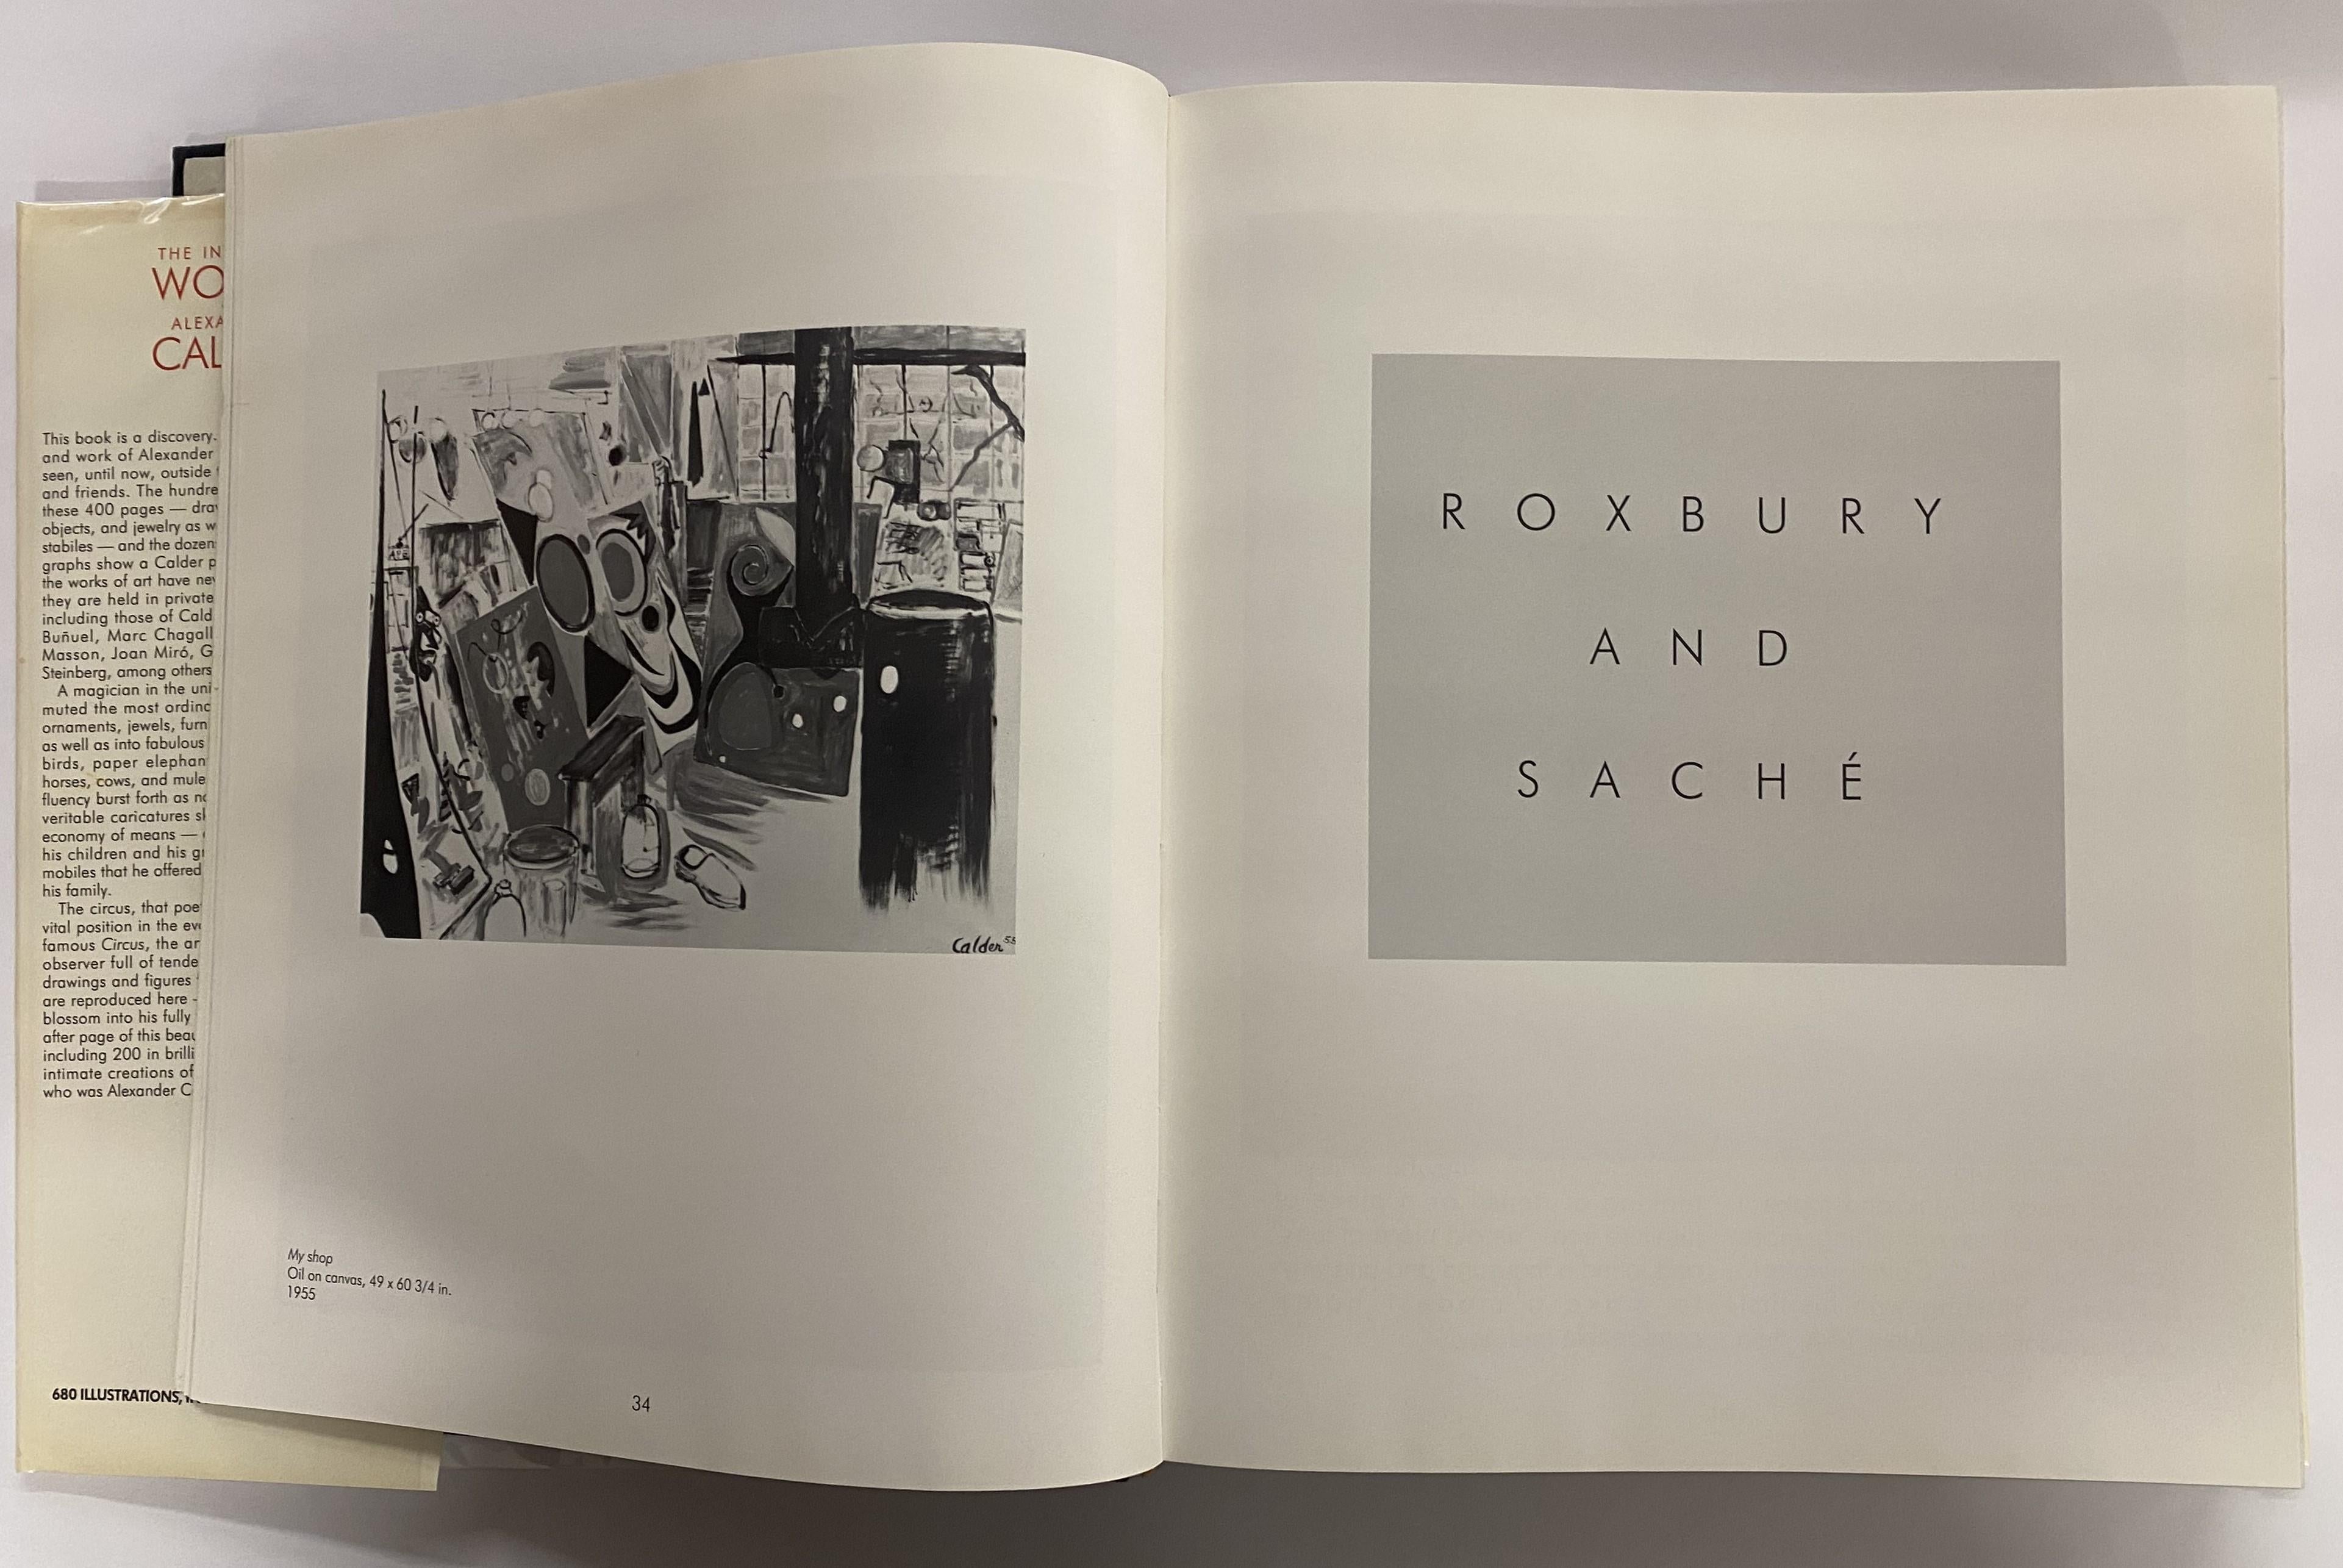 THE IN
WO
ALEXA
CAL
This book is a discovery.
and work of Alexander
seen, until now, outside
and friends. The hundre
these 400 pages — dra
objects, and jewelry as w
stabiles — and the dozen
graphs show a Calder p
the works of art have ne
they are held in private
including those of Cald
Buñuel, Marc Chagall
Masson, Joan Miró, G
Steinberg, among others
A magician in the uni-
muted the most ordinc
ornaments, jewels, furn
as well as into fabulous
birds, paper elephan
horses, cows, and mule
fluency burst forth as no
veritable caricatures sl
economy of means —
his children and his gr
mobiles that he offered
his family.
The circus, that poe
vital position in the eve
famous Circus, the ar
observer full of tende
drawings and figures
are reproduced here -
blossom into his fully
after page of this beau
including 200 in brilli
intimate creations of
who was Alexander C
680 ILLUSTRATIONS,
Calder 55
My shop
Oil on canvas, 49 x 60 3/4 in.
1955
34
ROXBURY
AND
SACHÉ